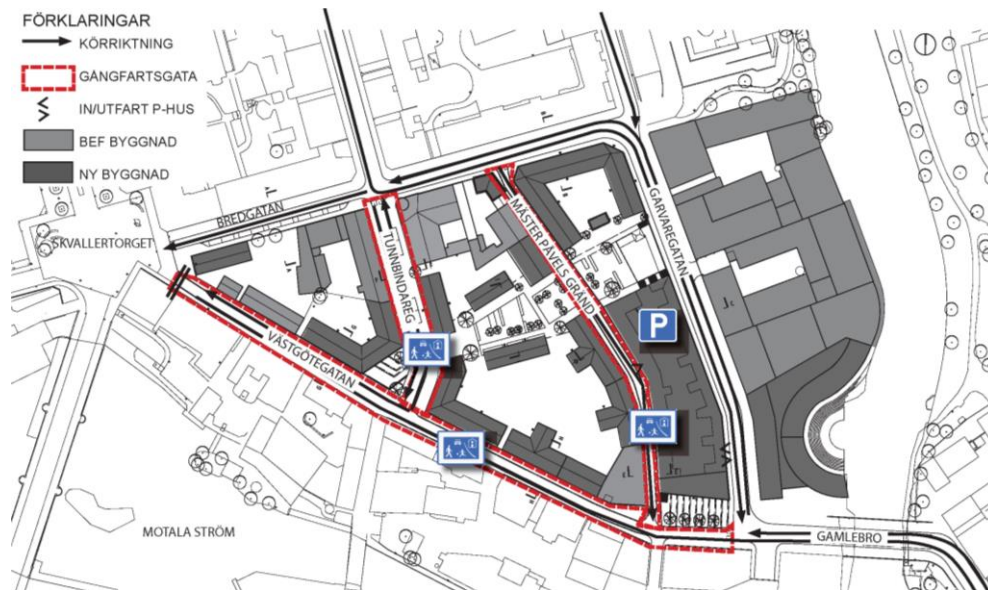 FÖRKLARINGAR
KÖRRIKTNING
GÅNGFARTSGATA
IN/UTFART P-HUS
BEF BYGGNAD
NY BYGGNAD
BREDGATAN
SKVALLERTORGET
TUNNBINDAREG
MÄSTER PÅVELS GRÄND
GARVAREGATAN
P
VÄSTGÖTEGATAN
MOTALA STRÖM
GAMLEBRO